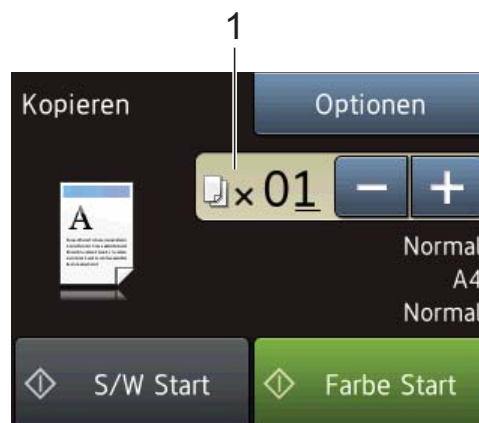 1
Kopieren
Optionen
× 01
− +
A
Normal
A4
Normal
S/W Start
Farbe Start